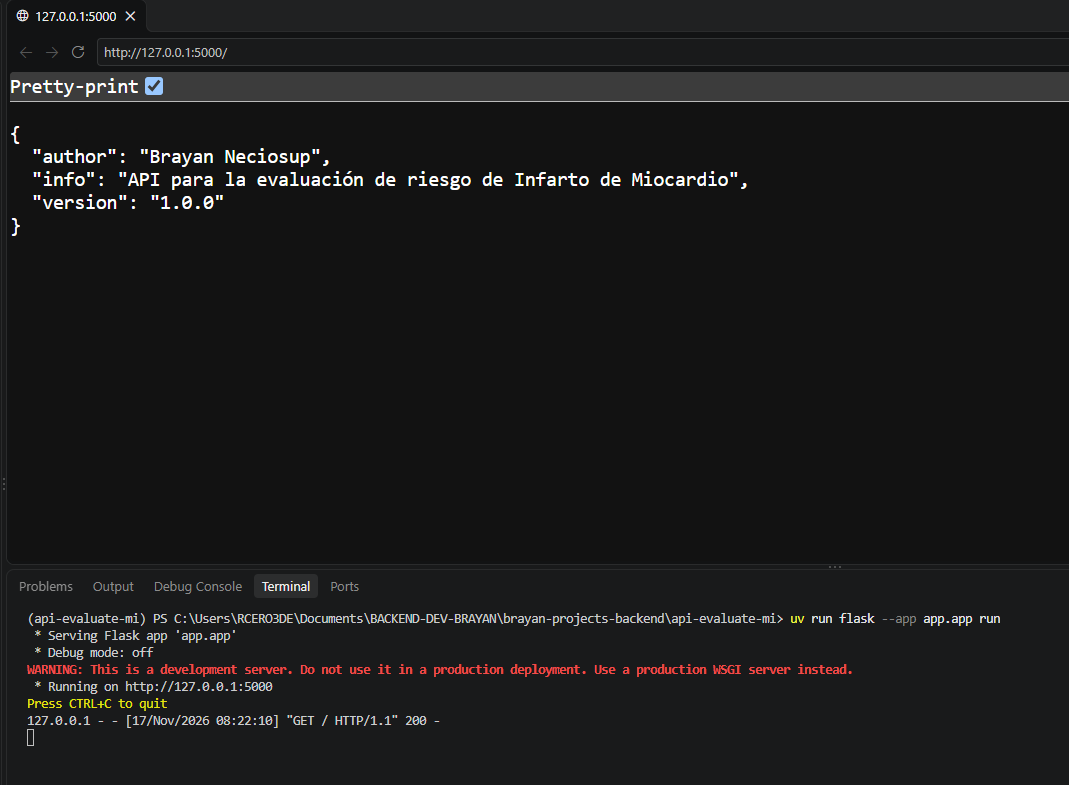 127.0.0.1:5000
http://127.0.0.1:5000/
Pretty-print
{
"author": "Brayan Neciosup",
"info": "API para la evaluación de riesgo de Infarto de Miocardio",
"version": "1.0.0"
}
Problems Output Debug Console Terminal Ports
(api-evaluate-mi) PS C:\Users\RCERO3DE\Documents\BACKEND-DEV-BRAYAN\brayan-projects-backend\api-evaluate-mi> uv run flask --app app.app run
* Serving Flask app 'app.app'
* Debug mode: off
WARNING: This is a development server. Do not use it in a production deployment. Use a production WSGI server instead.
* Running on http://127.0.0.1:5000
Press CTRL+C to quit
127.0.0.1 - - [17/Nov/2026 08:22:10] "GET / HTTP/1.1" 200 -